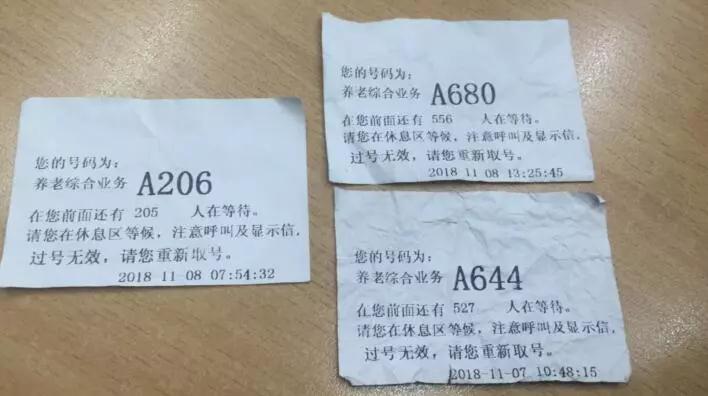 您的号码为：
养老综合业务 A206
在您前面还有 205 人在等待。
请您在休息区等候，注意呼叫及显示信，
过号无效，请您重新取号。
2018-11-08 07:54:32
您的号码为：
养老综合业务 A680
在您前面还有 556 人在等待。
请您在休息区等候，注意呼叫及显示信，
过号无效，请您重新取号。
2018 11 08 13:25:45
您的号码为：
养老综合业务 A644
在您前面还有 527 人在等待。
请您在休息区等候，注意呼叫及显示信，
过号无效，请您重新取号。
2018-11-07 10:48:15